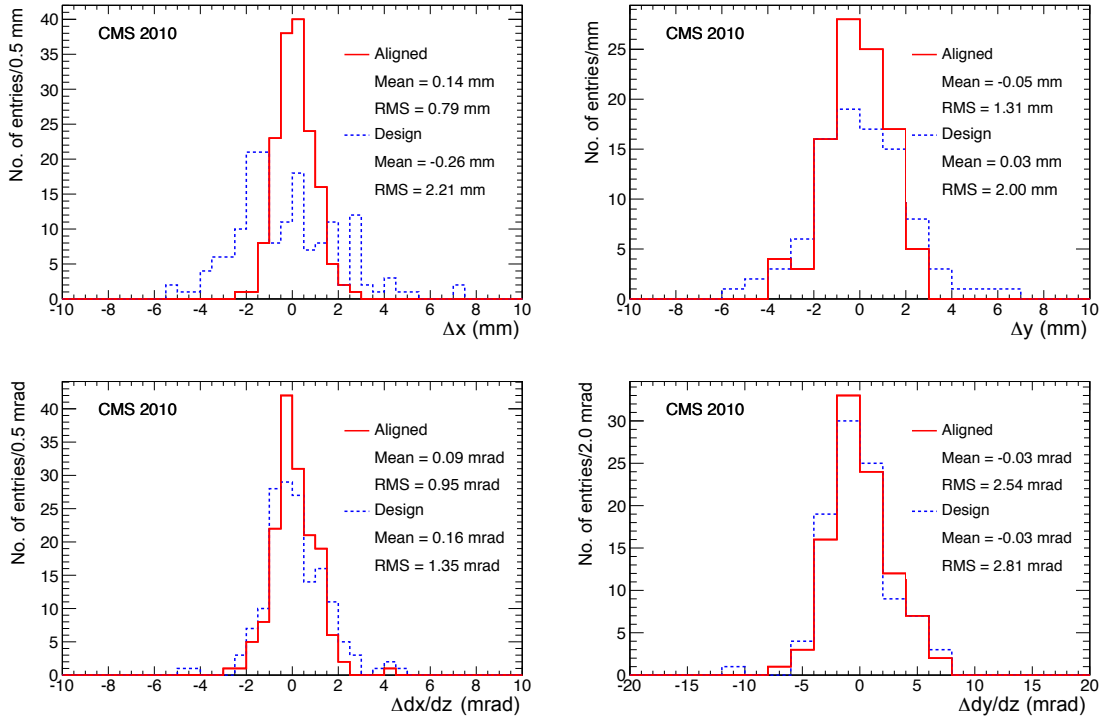 No. of entries/0.5 mm
40
35
30
25
20
15
10
5
0
CMS 2010
Aligned
Mean = 0.14 mm
RMS = 0.79 mm
Design
Mean = -0.26 mm
RMS = 2.21 mm
-10 -8 -6 -4 -2 0 2 4 6 8 10
Δx (mm)
No. of entries/mm
25
20
15
10
5
0
CMS 2010
Aligned
Mean = -0.05 mm
RMS = 1.31 mm
Design
Mean = 0.03 mm
RMS = 2.00 mm
-10 -8 -6 -4 -2 0 2 4 6 8 10
Δy (mm)
No. of entries/0.5 mrad
40
35
30
25
20
15
10
5
0
CMS 2010
Aligned
Mean = 0.09 mrad
RMS = 0.95 mrad
Design
Mean = 0.16 mrad
RMS = 1.35 mrad
-10 -8 -6 -4 -2 0 2 4 6 8 10
Δdx/dz (mrad)
No. of entries/2.0 mrad
30
25
20
15
10
5
0
CMS 2010
Aligned
Mean = -0.03 mrad
RMS = 2.54 mrad
Design
Mean = -0.03 mrad
RMS = 2.81 mrad
-20 -15 -10 -5 0 5 10 15 20
Δdy/dz (mrad)